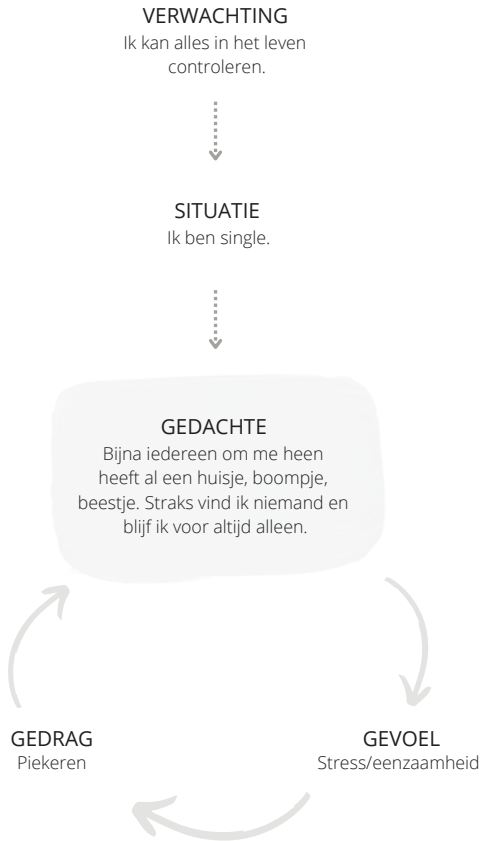 VERWACHTING
Ik kan alles in het leven
controleren.
SITUATIE
Ik ben single.
GEDACHTE
Bijna iedereen om me heen
heeft al een huisje, boompje,
beestje. Straks vind ik niemand en
blijf ik voor altijd alleen.
GEDRAG
Piekeren
GEVOEL
Stress/eenzaamheid